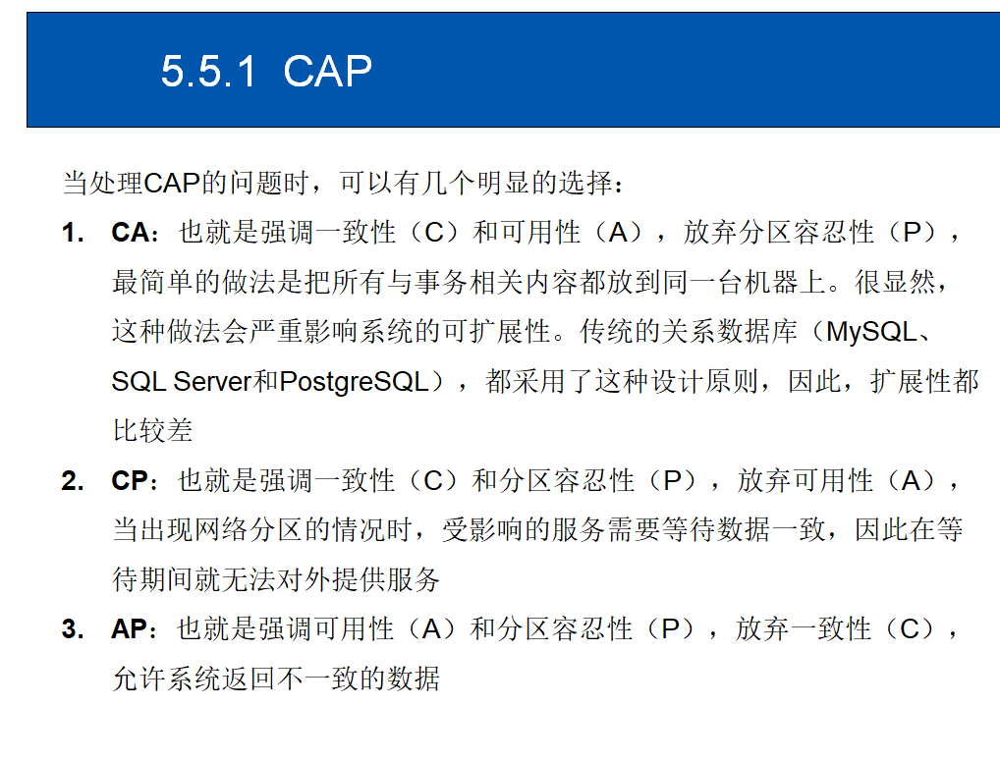 5.5.1 CAP
当处理CAP的问题时，可以有几个明显的选择：
1. CA：也就是强调一致性（C）和可用性（A），放弃分区容忍性（P），
最简单的做法是把所有与事务相关内容都放到同一台机器上。很显然，
这种做法会严重影响系统的可扩展性。传统的关系数据库（MySQL、
SQL Server和PostgreSQL），都采用了这种设计原则，因此，扩展性都
比较差
2. CP：也就是强调一致性（C）和分区容忍性（P），放弃可用性（A），
当出现网络分区的情况时，受影响的服务需要等待数据一致，因此在等
待期间就无法对外提供服务
3. AP：也就是强调可用性（A）和分区容忍性（P），放弃一致性（C），
允许系统返回不一致的数据